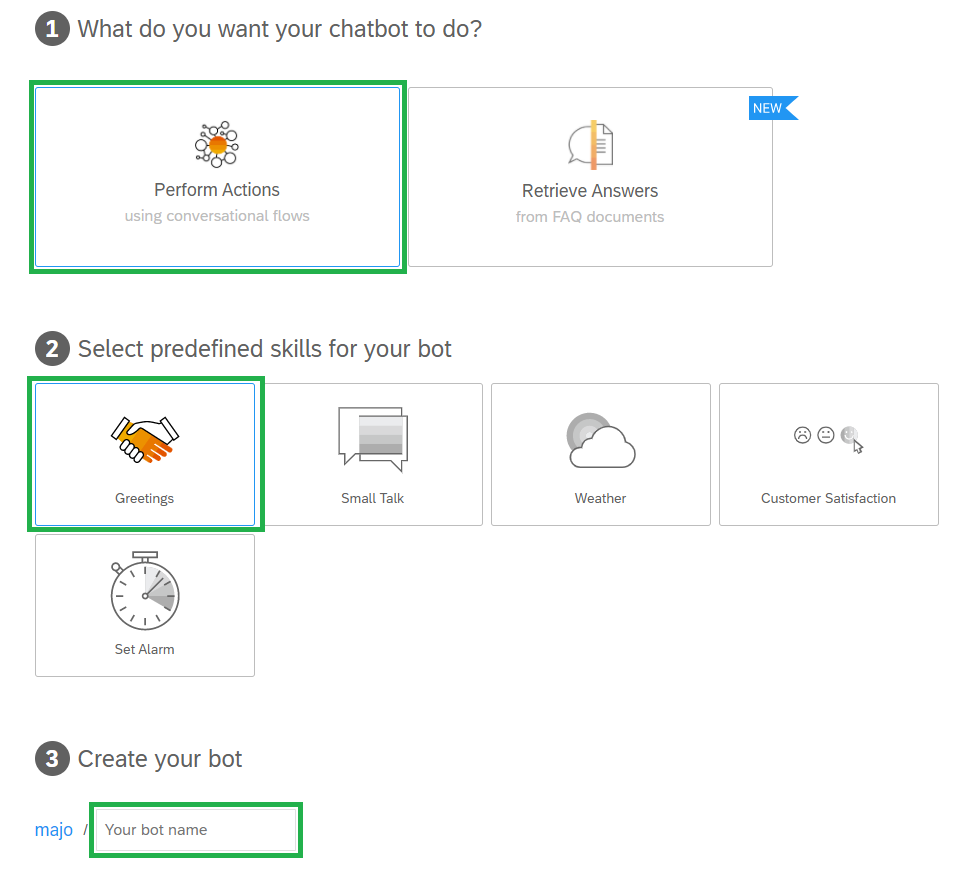 1 What do you want your chatbot to do?
NEW
Perform Actions
using conversational flows
Retrieve Answers
from FAQ documents
2 Select predefined skills for your bot
Greetings
Small Talk
Weather
Customer Satisfaction
Set Alarm
3 Create your bot
majo / Your bot name